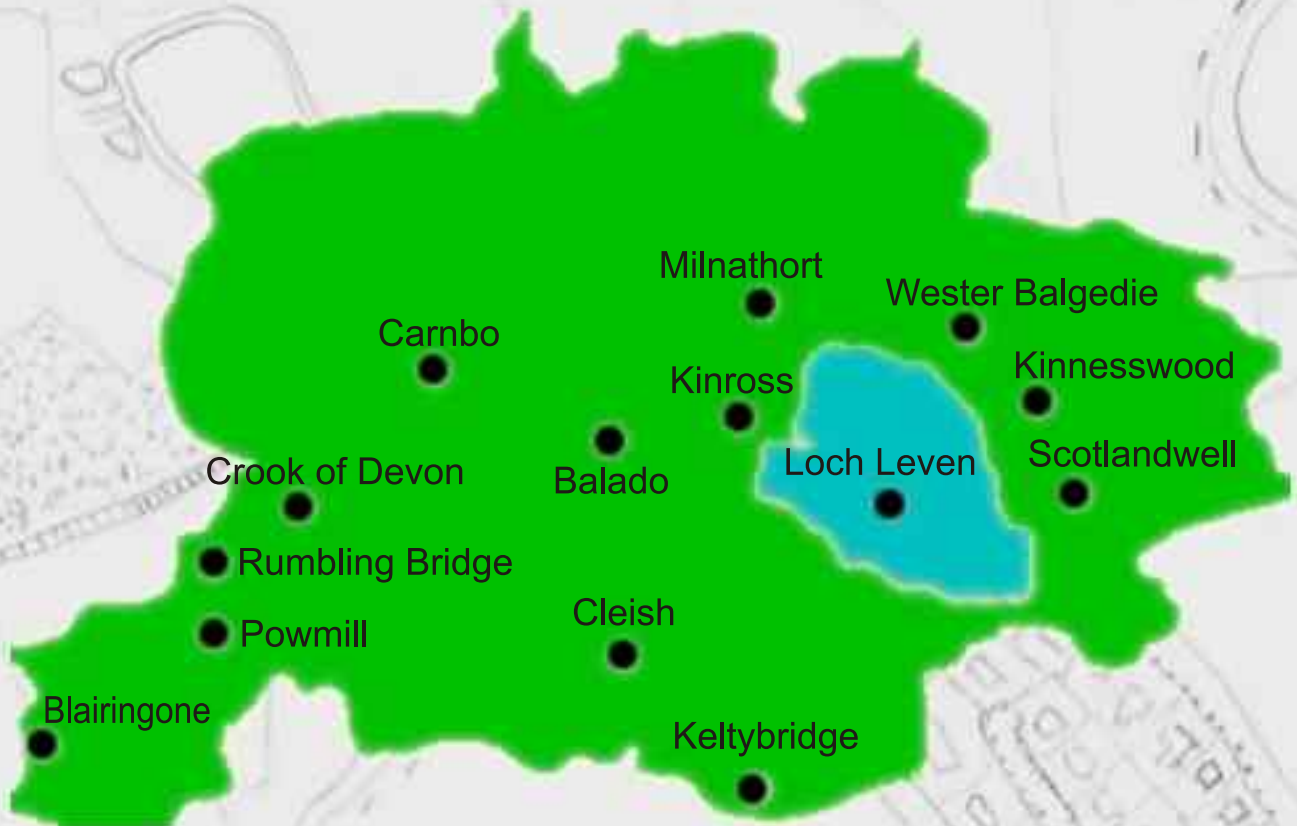 Milnathort
Wester Balgedie
Carnbo
Kinnesswood
Kinross
Scotlandwell
Loch Leven
Crook of Devon
Balado
Rumbling Bridge
Cleish
Powmill
Blairingone
Keltybridge